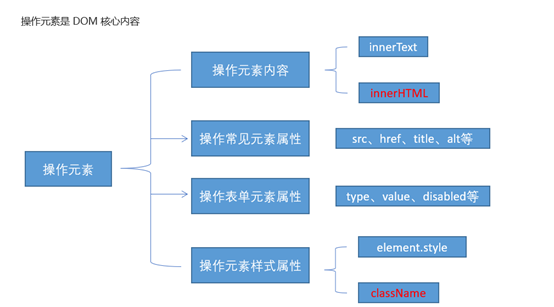 操作元素是 DOM 核心内容
innerText
操作元素内容
innerHTML
操作常见元素属性
src、href、title、alt等
操作元素
操作表单元素属性
type、value、disabled等
element.style
操作元素样式属性
className